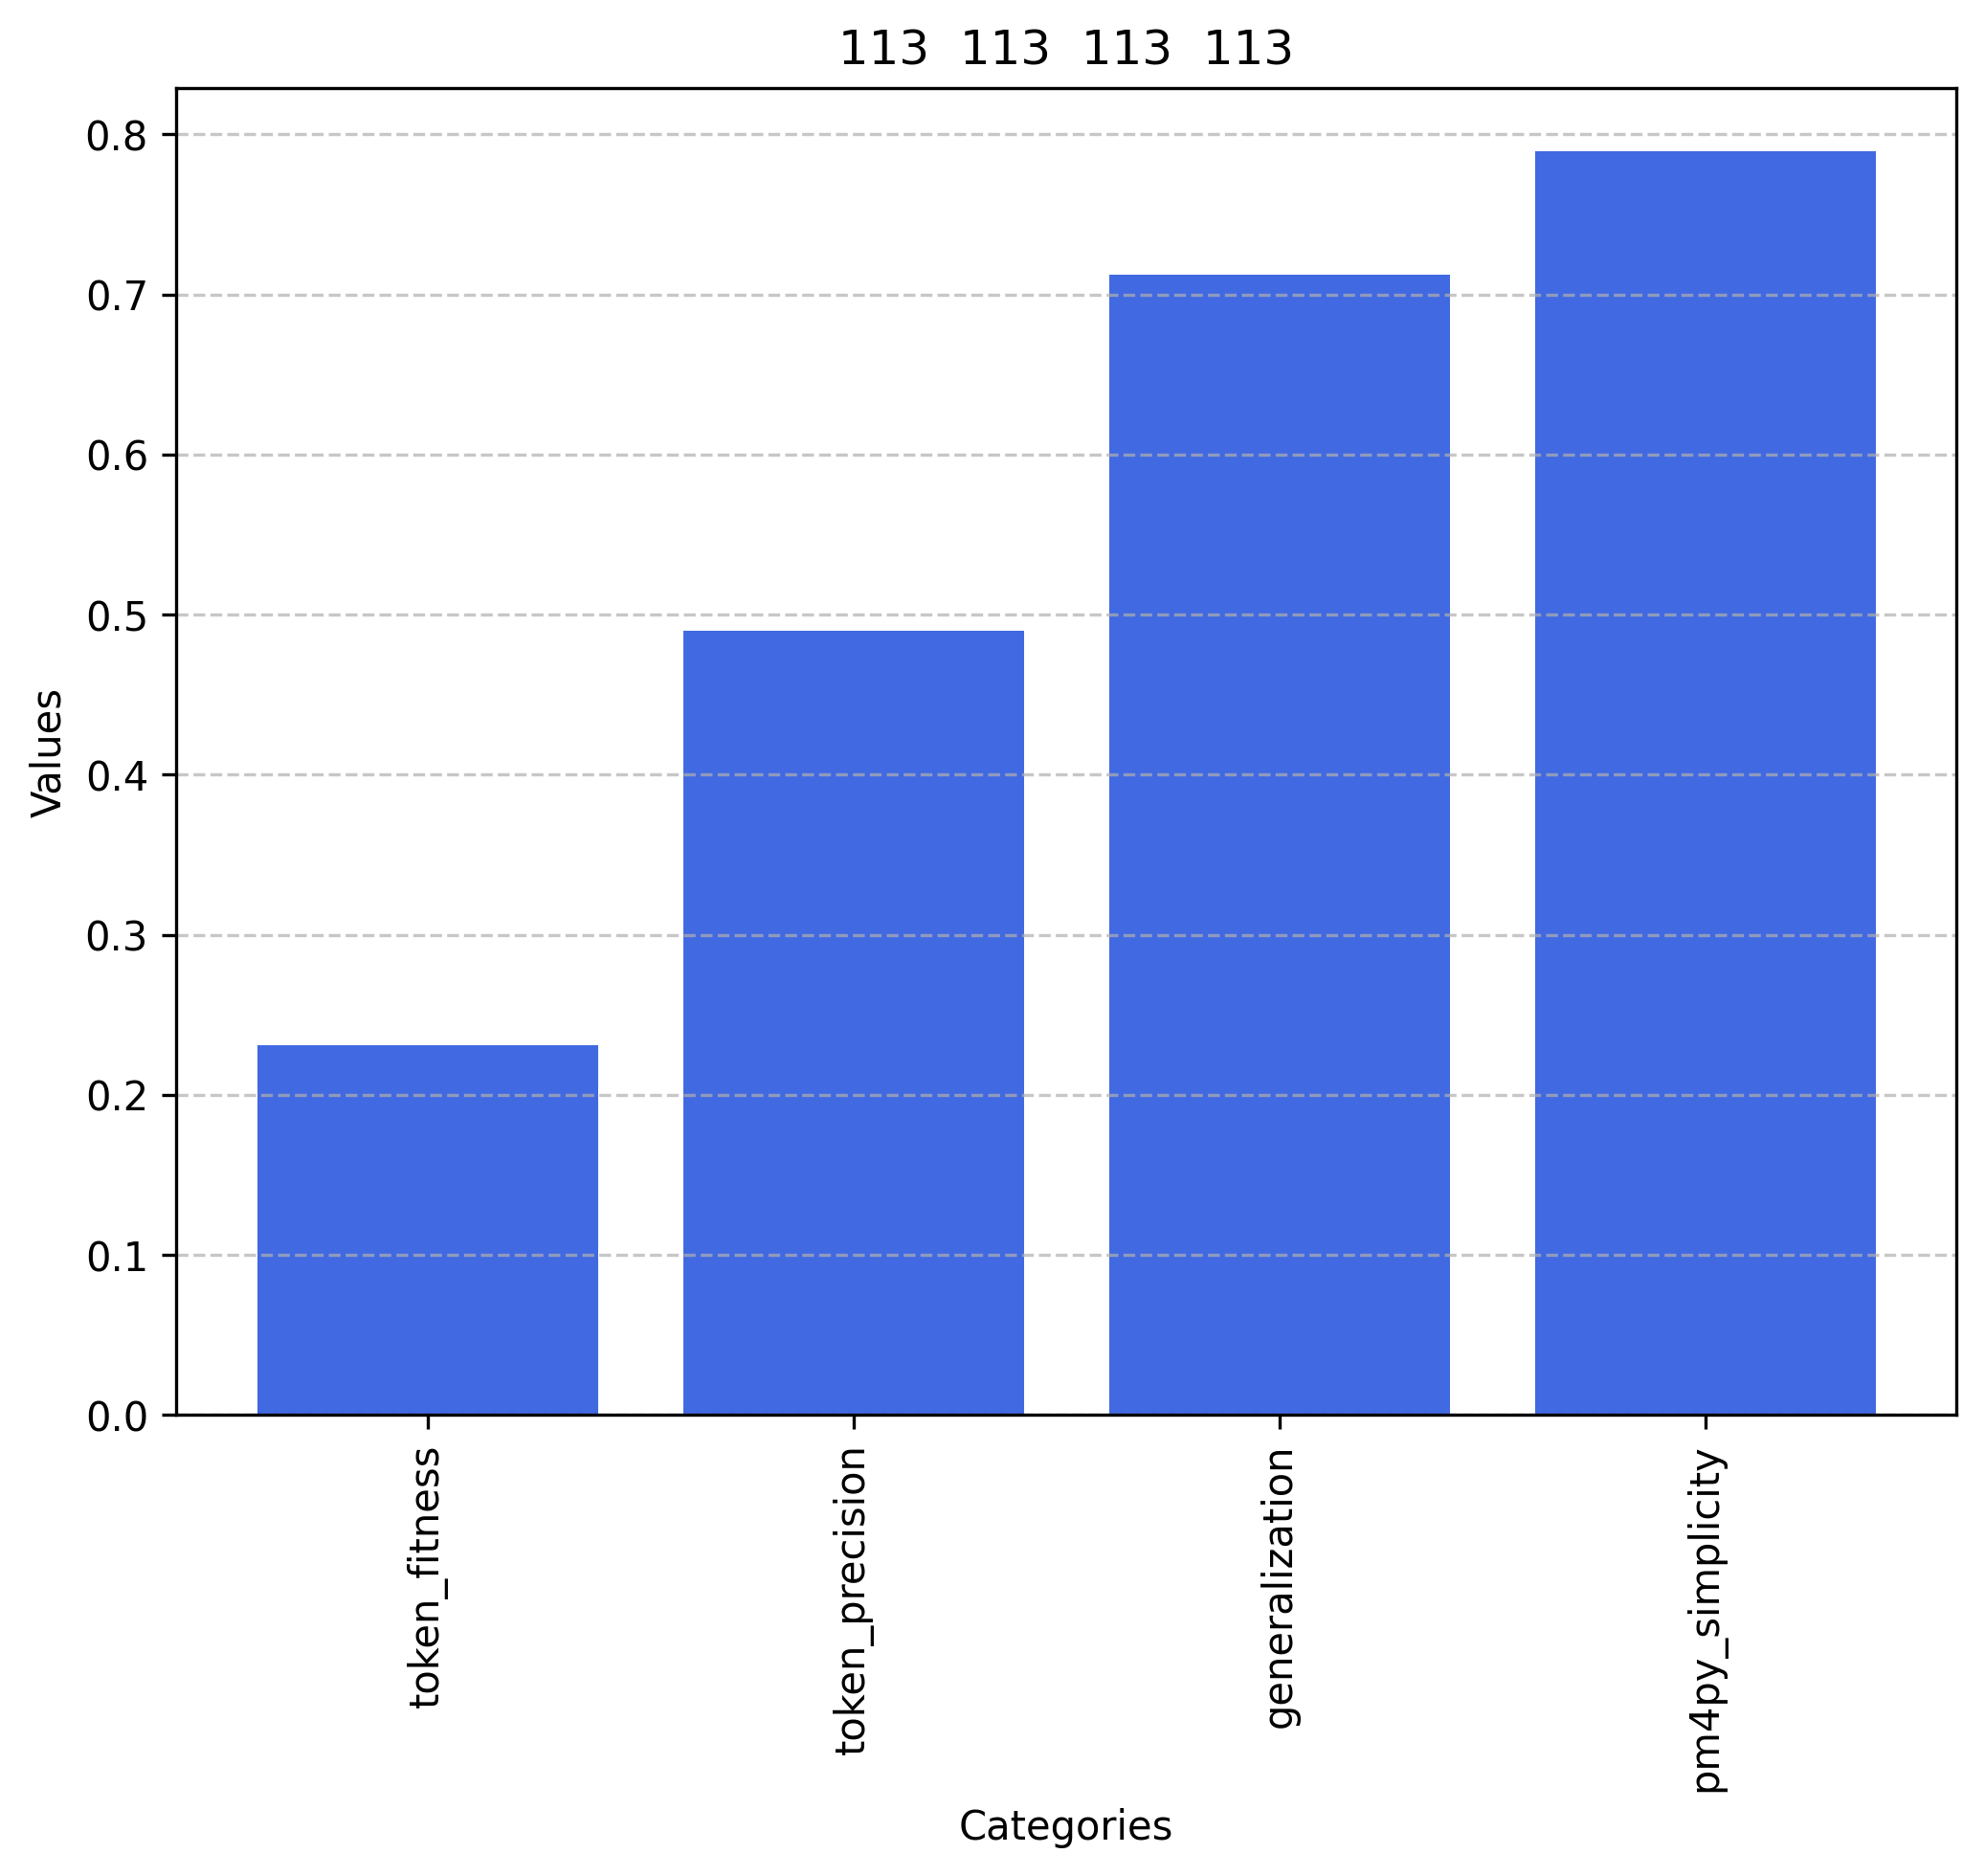 113 113 113 113
0.8
0.7
0.6
0.5
0.4
0.3
0.2
0.1
0.0
Values
token_fitness
token_precision
generalization
pm4py_simplicity
Categories